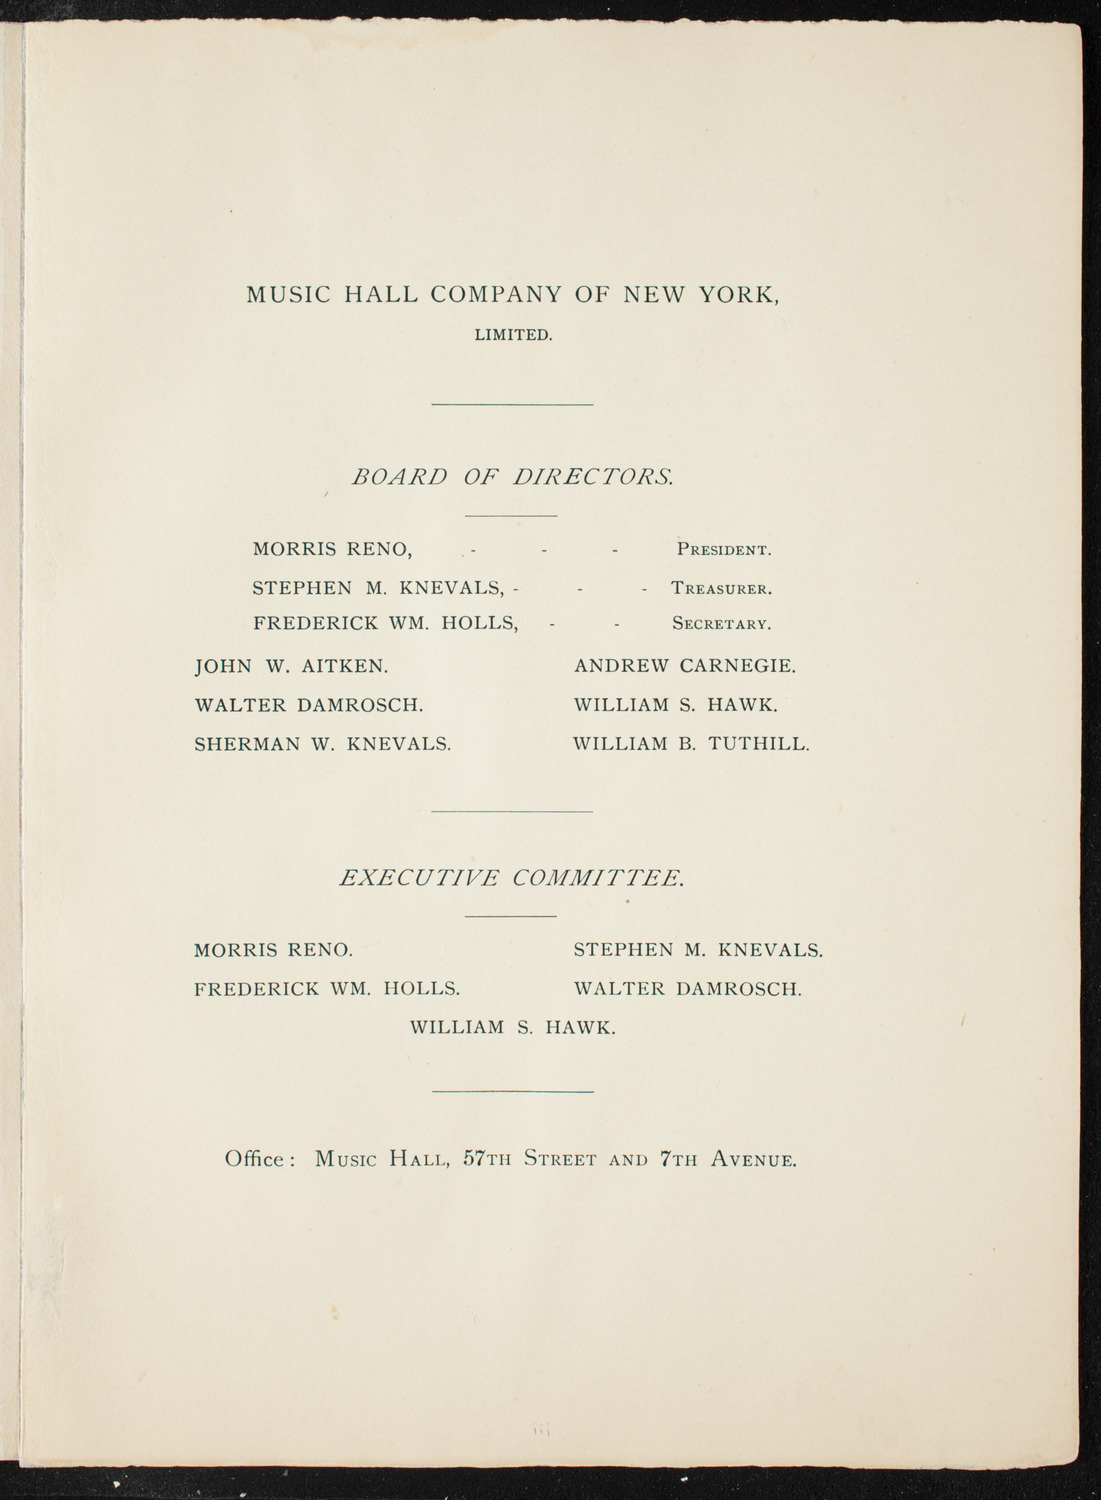 MUSIC HALL COMPANY OF NEW YORK,
LIMITED.
BOARD OF DIRECTORS.
MORRIS RENO, - - - PRESIDENT.
STEPHEN M. KNEVALS, - - - TREASURER.
FREDERICK WM. HOLLS, - - SECRETARY.
JOHN W. AITKEN. ANDREW CARNEGIE.
WALTER DAMROSCH. WILLIAM S. HAWK.
SHERMAN W. KNEVALS. WILLIAM B. TUTHILL.
EXECUTIVE COMMITTEE.
MORRIS RENO. STEPHEN M. KNEVALS.
FREDERICK WM. HOLLS. WALTER DAMROSCH.
WILLIAM S. HAWK.
Office: MUSIC HALL, 57TH STREET AND 7TH AVENUE.
iii